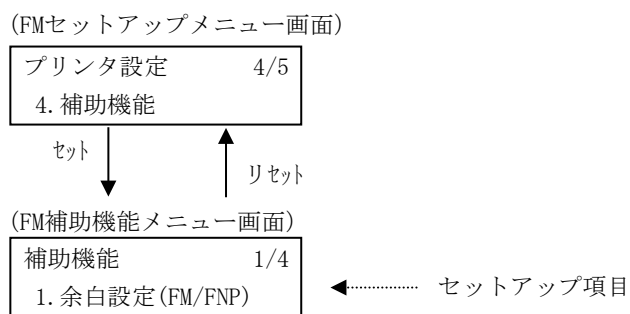 (FMセットアップメニュー画面)
プリンタ設定 4/5
4.補助機能
セット
リセット
(FM補助機能メニュー画面)
補助機能 1/4
1.余白設定(FM/FNP)
セットアップ項目